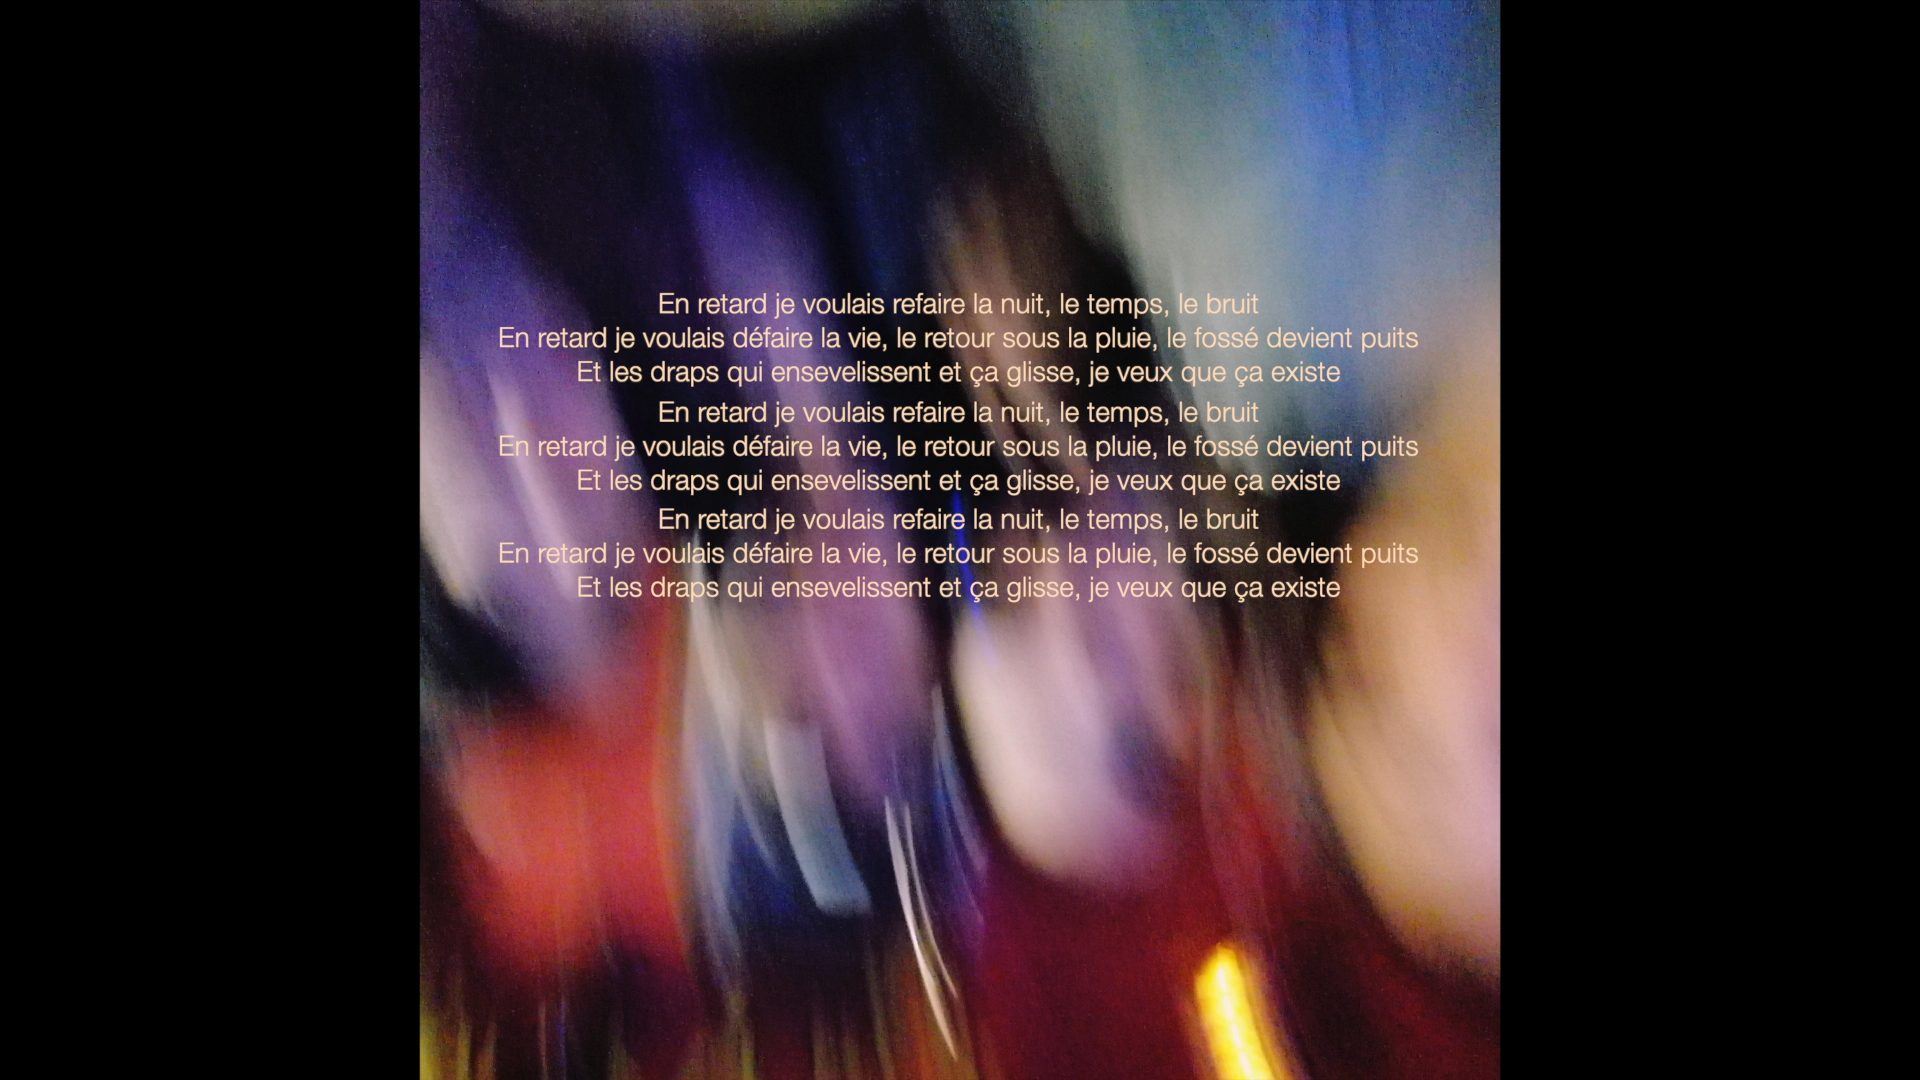 En retard je voulais refaire la nuit, le temps, le bruit
En retard je voulais défaire la vie, le retour sous la pluie, le fossé devient puits
Et les draps qui ensevelissent et ça glisse, je veux que ça existe
En retard je voulais refaire la nuit, le temps, le bruit
En retard je voulais défaire la vie, le retour sous la pluie, le fossé devient puits
Et les draps qui ensevelissent et ça glisse, je veux que ça existe
En retard je voulais refaire la nuit, le temps, le bruit
En retard je voulais défaire la vie, le retour sous la pluie, le fossé devient puits
Et les draps qui ensevelissent et ça glisse, je veux que ça existe